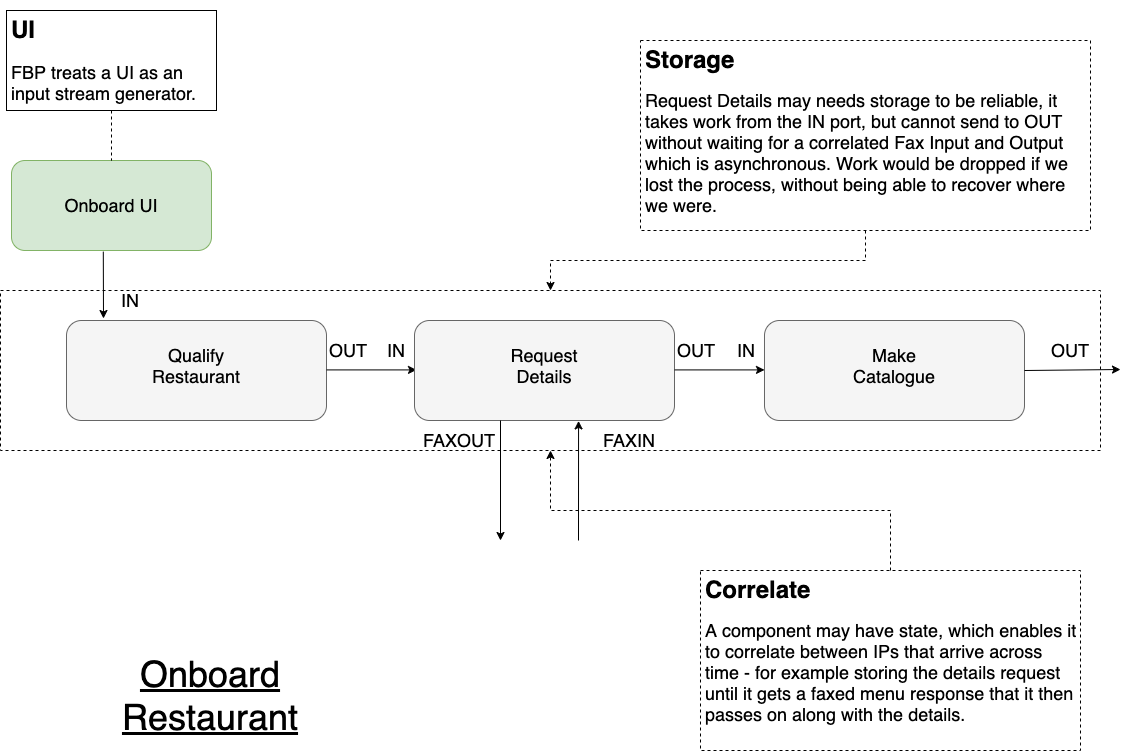 UI
FBP treats a UI as an
input stream generator.
Storage
Request Details may needs storage to be reliable, it
takes work from the IN port, but cannot send to OUT
without waiting for a correlated Fax Input and Output
which is asynchronous. Work would be dropped if we
lost the process, without being able to recover where
we were.
Onboard UI
IN
Qualify
Restaurant
OUT
IN
Request
Details
OUT
IN
Make
Catalogue
OUT
FAXOUT
FAXIN
Correlate
A component may have state, which enables it
to correlate between IPs that arrive across
time - for example storing the details request
until it gets a faxed menu response that it then
passes on along with the details.
Onboard
Restaurant